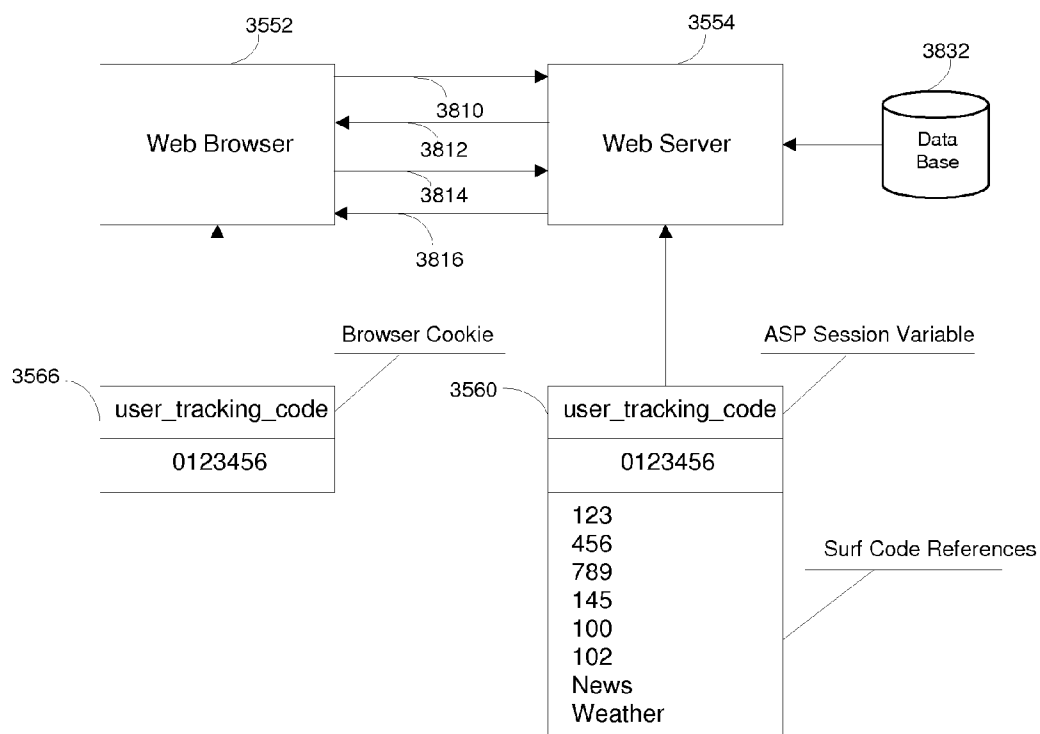 3552
3554
3832
3810
Web Browser
Web Server
Data
Base
3812
3814
3816
Browser Cookie
ASP Session Variable
3566
3560
user_tracking_code
user_tracking_code
0123456
0123456
123
456
789
145
100
102
News
Weather
Surf Code References